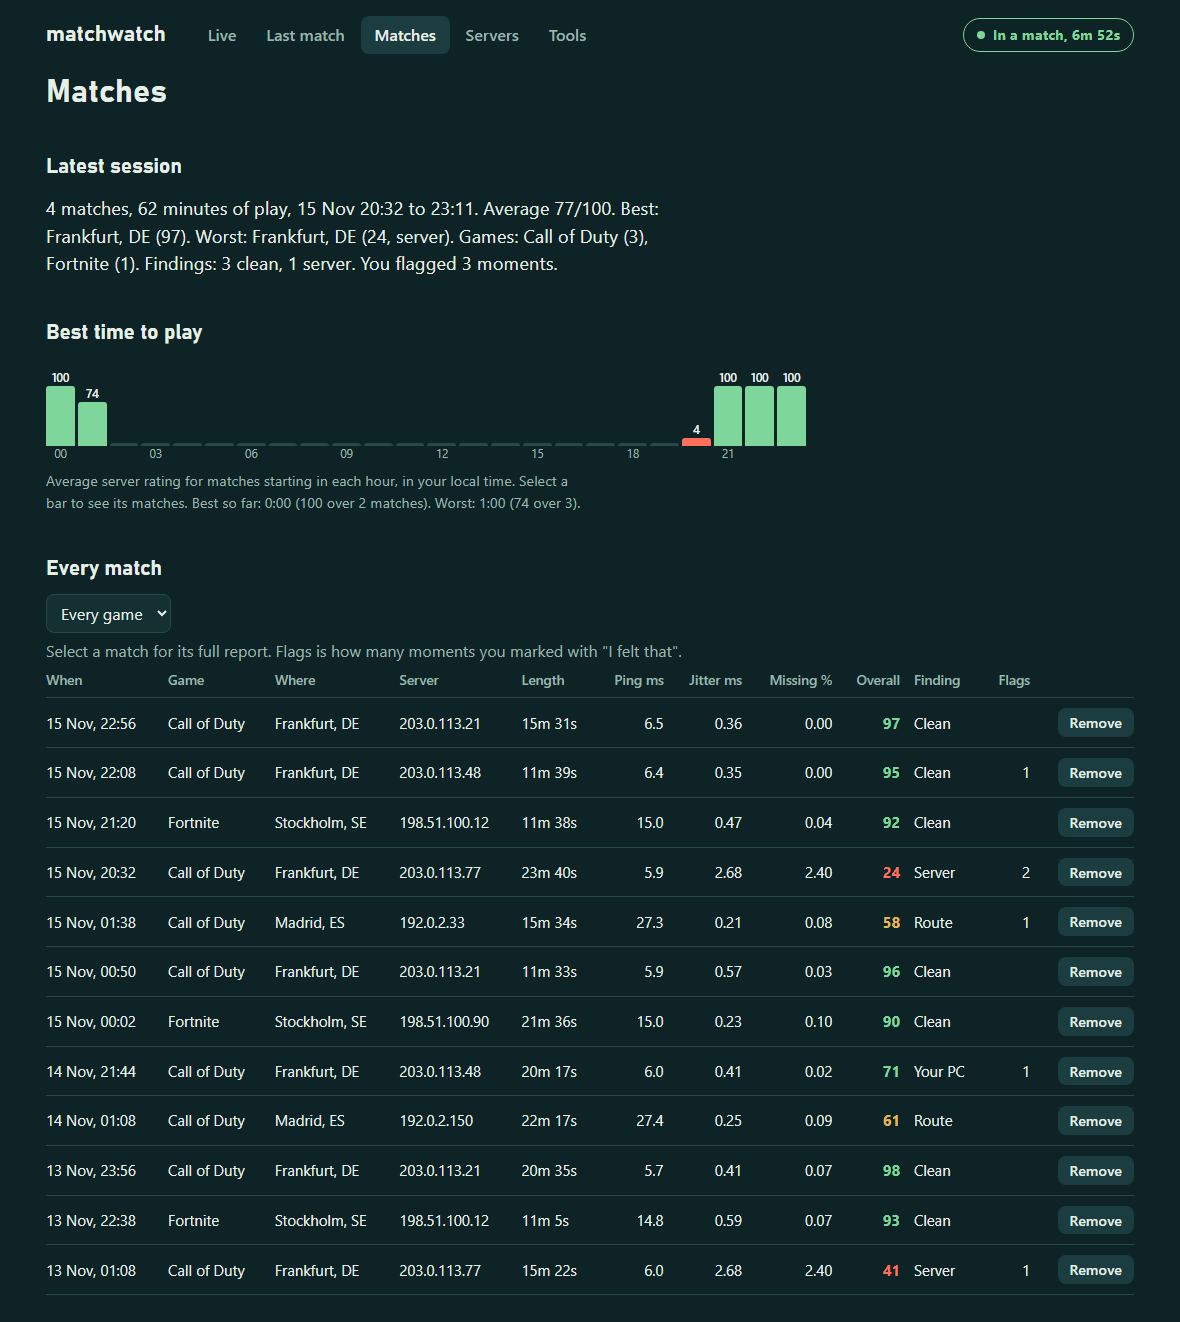 matchwatch Live Last match Matches Servers Tools In a match, 6m 52s
Matches
Latest session
4 matches, 62 minutes of play, 15 Nov 20:32 to 23:11. Average 77/100. Best:
Frankfurt, DE (97). Worst: Frankfurt, DE (24, server). Games: Call of Duty (3),
Fortnite (1). Findings: 3 clean, 1 server. You flagged 3 moments.
Best time to play
100 74 4 100 100 100
00 03 06 09 12 15 18 21
Average server rating for matches starting in each hour, in your local time. Select a
bar to see its matches. Best so far: 0:00 (100 over 2 matches). Worst: 1:00 (74 over 3).
Every match
Every game
Select a match for its full report. Flags is how many moments you marked with "I felt that".
When Game Where Server Length Ping ms Jitter ms Missing % Overall Finding Flags
15 Nov, 22:56 Call of Duty Frankfurt, DE 203.0.113.21 15m 31s 6.5 0.36 0.00 97 Clean Remove
15 Nov, 22:08 Call of Duty Frankfurt, DE 203.0.113.48 11m 39s 6.4 0.35 0.00 95 Clean 1 Remove
15 Nov, 21:20 Fortnite Stockholm, SE 198.51.100.12 11m 38s 15.0 0.47 0.04 92 Clean Remove
15 Nov, 20:32 Call of Duty Frankfurt, DE 203.0.113.77 23m 40s 5.9 2.68 2.40 24 Server 2 Remove
15 Nov, 01:38 Call of Duty Madrid, ES 192.0.2.33 15m 34s 27.3 0.21 0.08 58 Route 1 Remove
15 Nov, 00:50 Call of Duty Frankfurt, DE 203.0.113.21 11m 33s 5.9 0.57 0.03 96 Clean Remove
15 Nov, 00:02 Fortnite Stockholm, SE 198.51.100.90 21m 36s 15.0 0.23 0.10 90 Clean Remove
14 Nov, 21:44 Call of Duty Frankfurt, DE 203.0.113.48 20m 17s 6.0 0.41 0.02 71 Your PC 1 Remove
14 Nov, 01:08 Call of Duty Madrid, ES 192.0.2.150 22m 17s 27.4 0.25 0.09 61 Route Remove
13 Nov, 23:56 Call of Duty Frankfurt, DE 203.0.113.21 20m 35s 5.7 0.41 0.07 98 Clean Remove
13 Nov, 22:38 Fortnite Stockholm, SE 198.51.100.12 11m 5s 14.8 0.59 0.07 93 Clean Remove
13 Nov, 01:08 Call of Duty Frankfurt, DE 203.0.113.77 15m 22s 6.0 2.68 2.40 41 Server 1 Remove